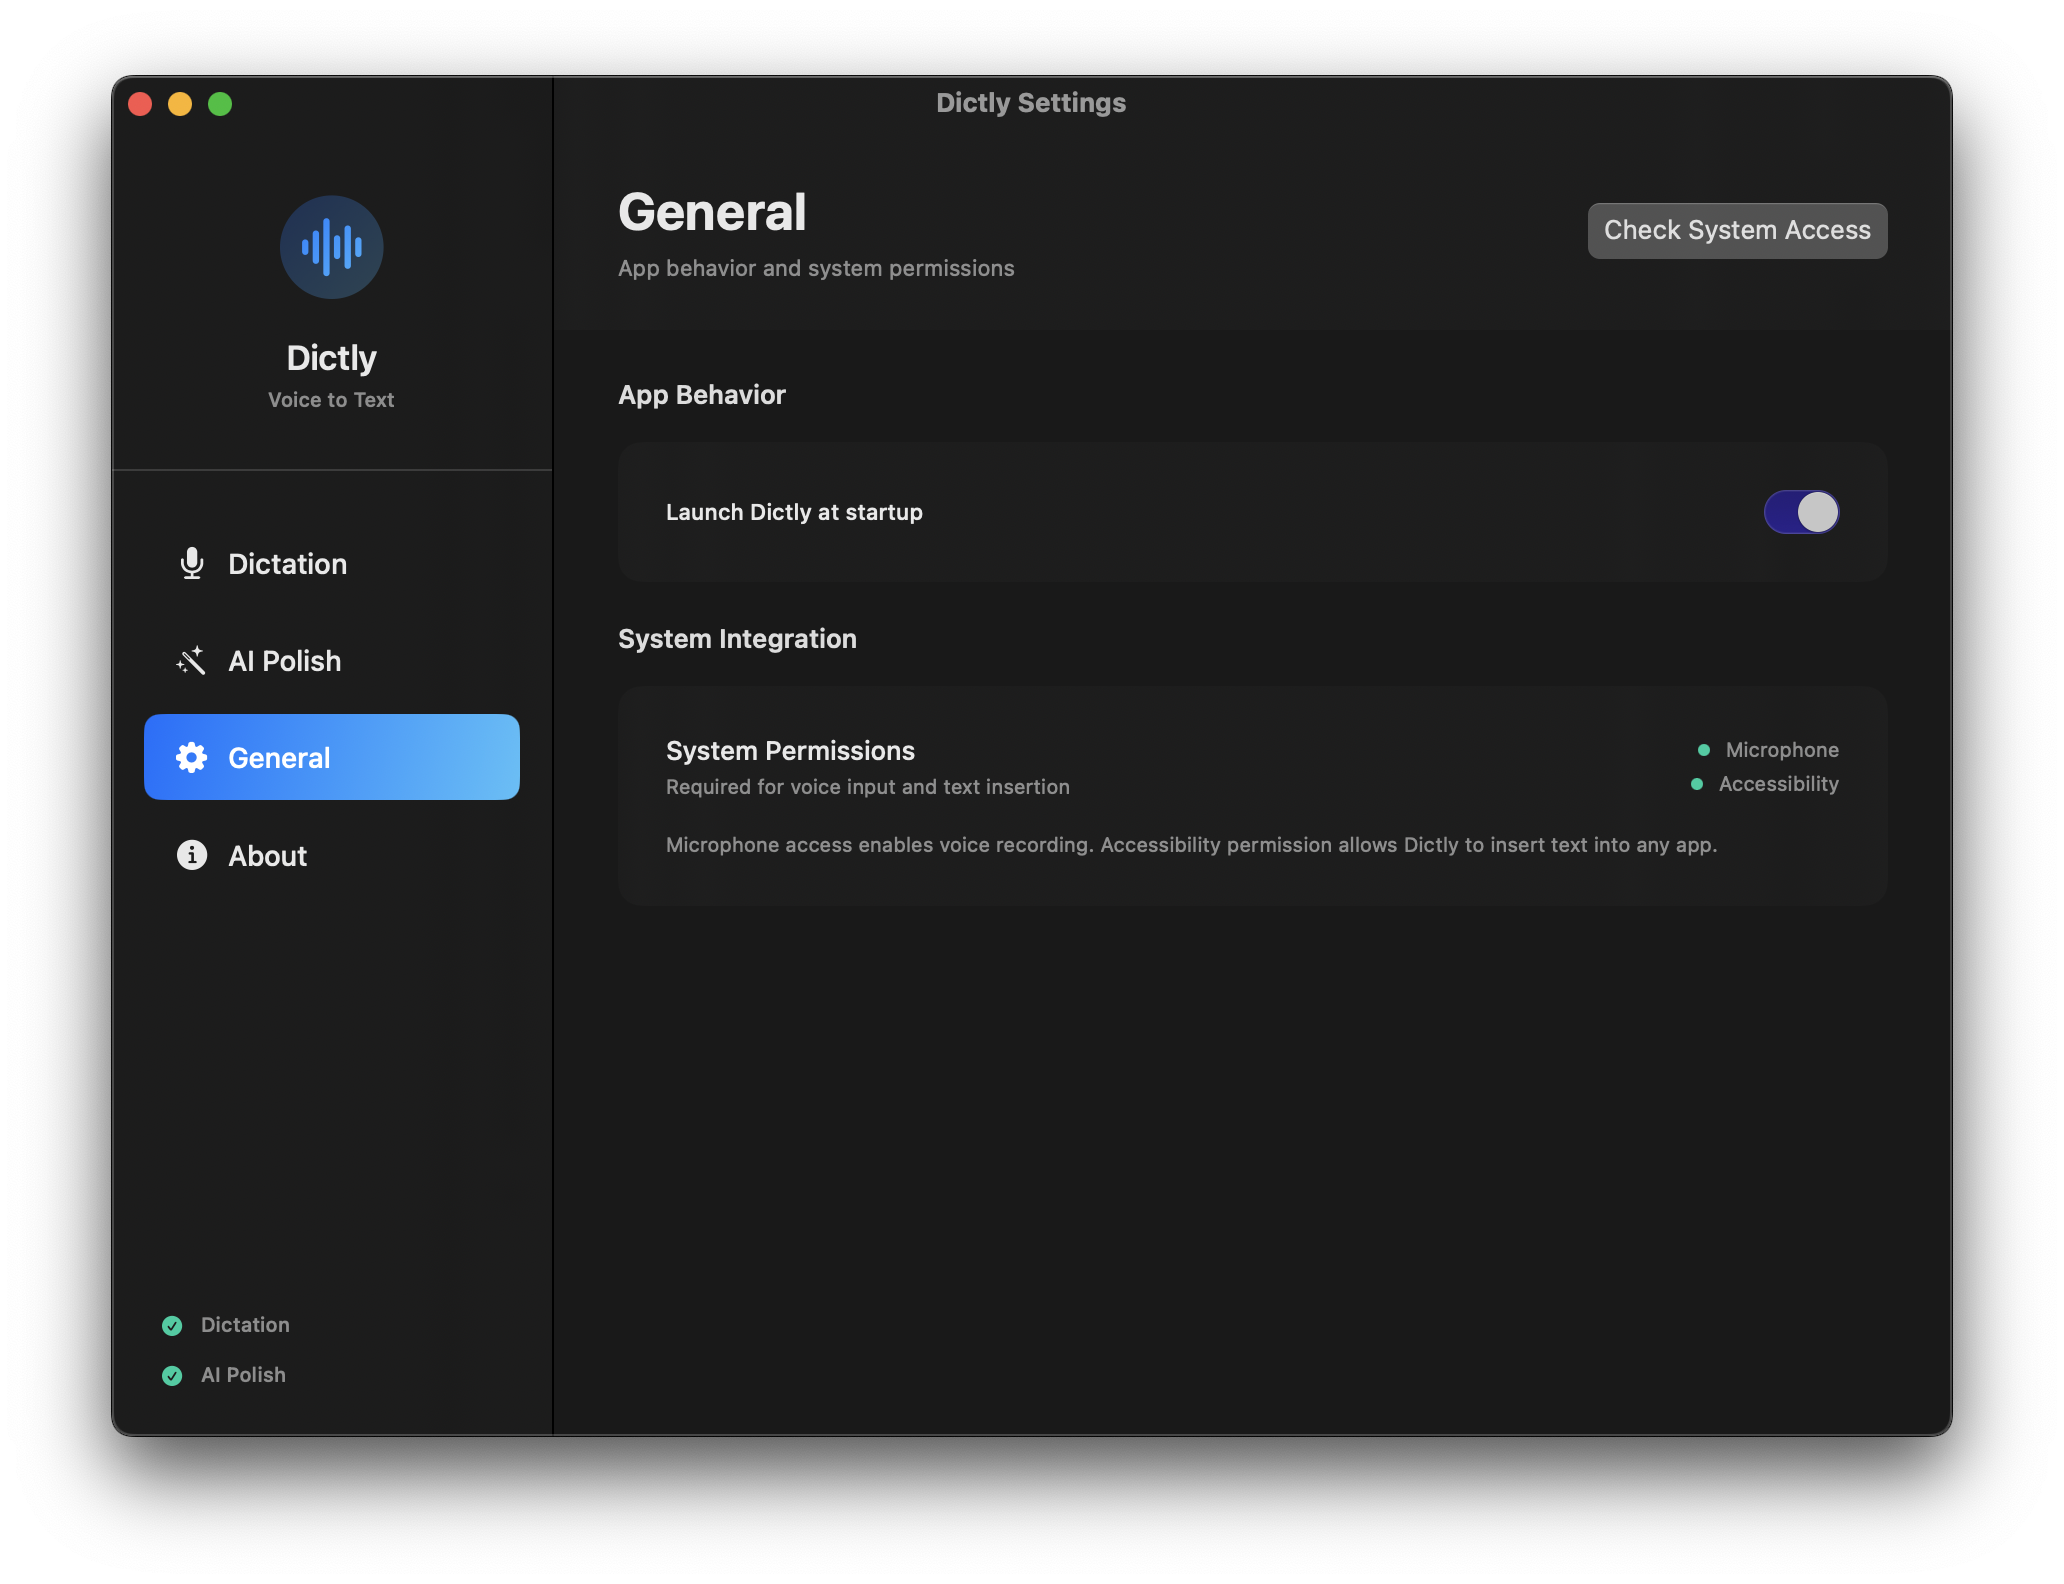 Dictly Settings
Dictly
Voice to Text
Dictation
AI Polish
General
About
Dictation
AI Polish
General
App behavior and system permissions
Check System Access
App Behavior
Launch Dictly at startup
System Integration
System Permissions
Required for voice input and text insertion
Microphone
Accessibility
Microphone access enables voice recording. Accessibility permission allows Dictly to insert text into any app.